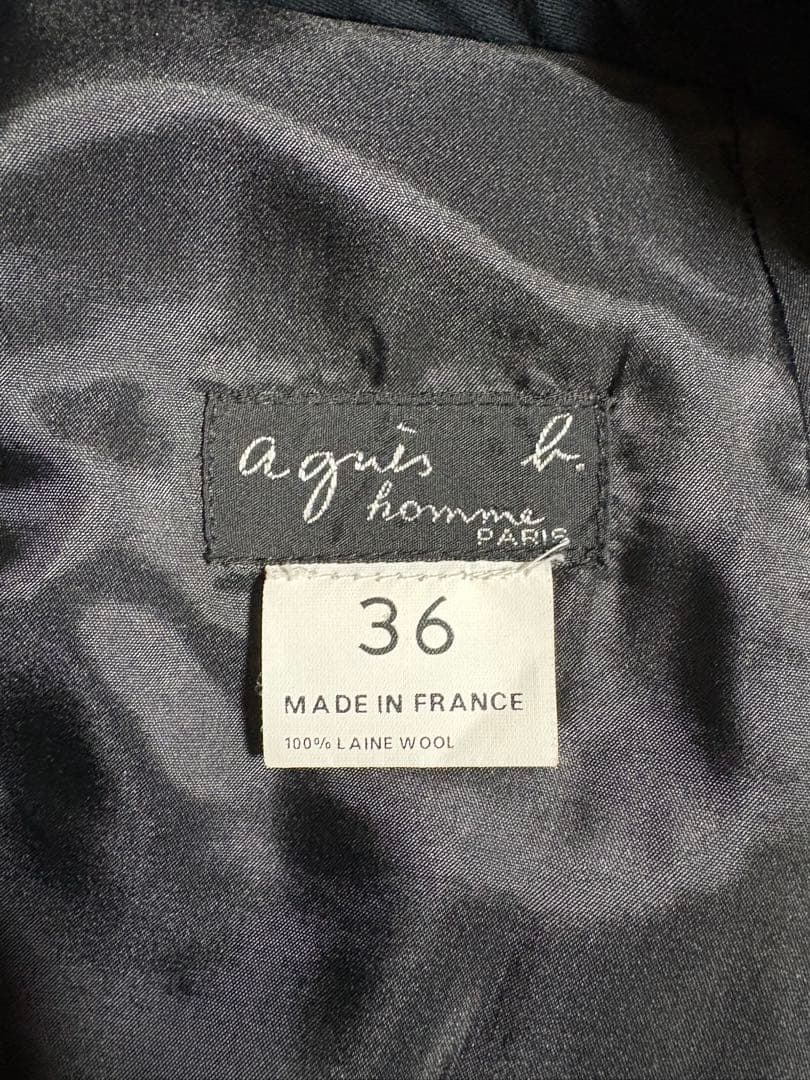 agnès b.
homme
PARIS
36
MADE IN FRANCE
100% LAINE WOOL